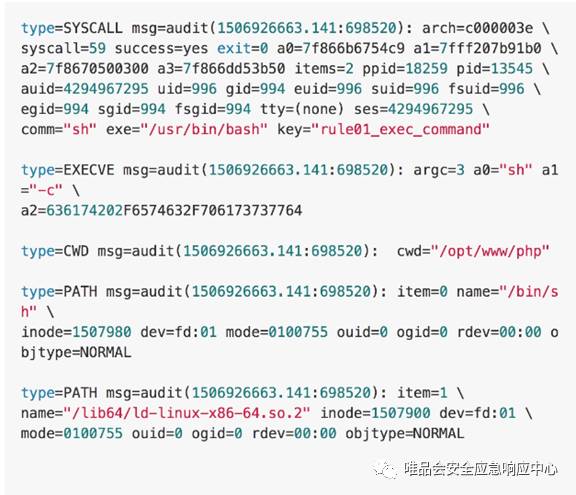 type=SYSCALL msg=audit(1506926663.141:698520): arch=c000003e \
syscall=59 success=yes exit=0 a0=7f866b6754c9 a1=7fff207b91b0 \
a2=7f8670500300 a3=7f866dd53b50 items=2 ppid=18259 pid=13545 \
auid=4294967295 uid=996 gid=994 euid=996 suid=996 fsuid=996 \
egid=994 sgid=994 fsgid=994 tty=(none) ses=4294967295 \
comm="sh" exe="/usr/bin/bash" key="rule01_exec_command"
type=EXECVE msg=audit(1506926663.141:698520): argc=3 a0="sh" a1
="-c" \
a2=636174202F6574632F706173737764
type=CWD msg=audit(1506926663.141:698520):  cwd="/opt/www/php"
type=PATH msg=audit(1506926663.141:698520): item=0 name="/bin/s
h" \
inode=1507980 dev=fd:01 mode=0100755 ouid=0 ogid=0 rdev=00:00 o
bjtype=NORMAL
type=PATH msg=audit(1506926663.141:698520): item=1 \
name="/lib64/ld-linux-x86-64.so.2" inode=1507900 dev=fd:01 \
mode=0100755 ouid=0 ogid=0 rdev=00:00 objtype=NORMAL
唯品会安全应急响应中心